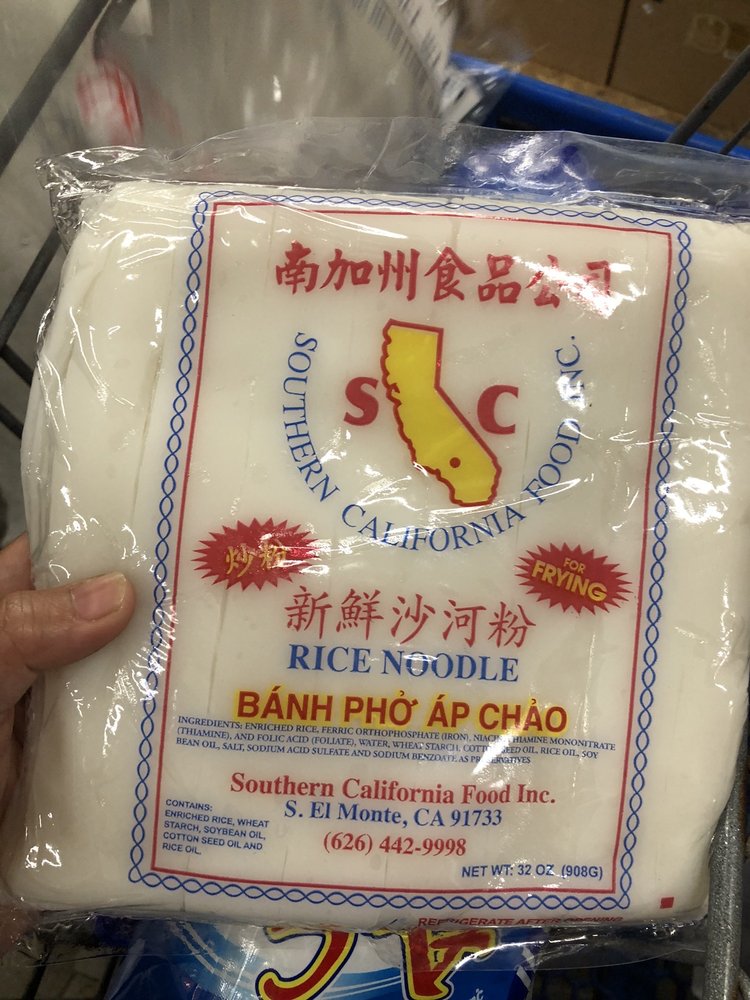 南加州食品公司
S C
SOUTHERN CALIFORNIA FOOD INC.
炒粉
FOR
FRYING
新鮮沙河粉
RICE NOODLE
BÁNH PHỞ ÁP CHẢO
INGREDIENTS: ENRICHED RICE, FERRIC ORTHOPHOSPHATE (IRON), NIACIN, THIAMINE MONONITRATE
(THIAMINE), AND FOLIC ACID (FOLIATE), WATER, WHEAT STARCH, COTTON SEED OIL, RICE OIL, SOY
BEAN OIL, SALT, SODIUM ACID SULFATE AND SODIUM BENZOATE AS PRESERVATIVES
Southern California Food Inc.
S. El Monte, CA 91733
(626) 442-9998
CONTAINS:
ENRICHED RICE, WHEAT
STARCH, SOYBEAN OIL,
COTTON SEED OIL AND
RICE OIL.
NET WT: 32 OZ (908G)
REFRIGERATE AFTER OPENING